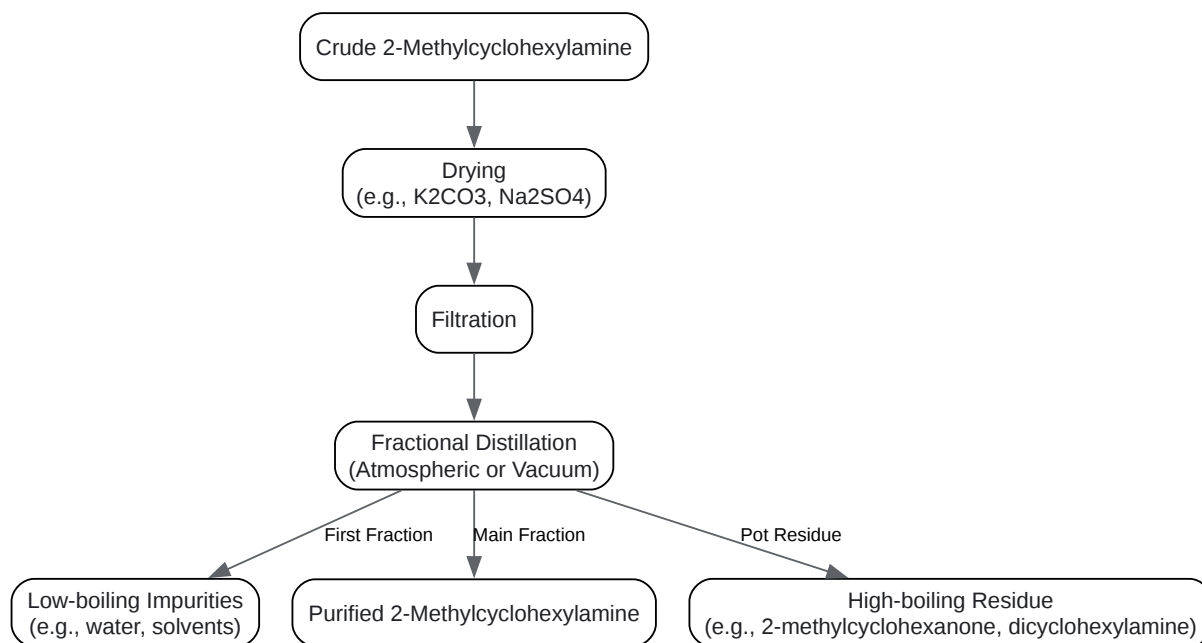 Crude 2-Methylcyclohexylamine
Drying
(e.g., K2CO3, Na2SO4)
Filtration
Fractional Distillation
(Atmospheric or Vacuum)
First Fraction
Main Fraction
Pot Residue
Low-boiling Impurities
(e.g., water, solvents)
Purified 2-Methylcyclohexylamine
High-boiling Residue
(e.g., 2-methylcyclohexanone, dicyclohexylamine)